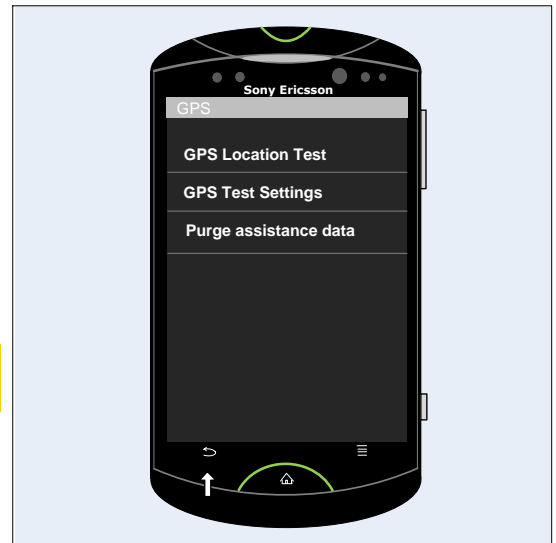 Sony Ericsson
GPS
GPS Location Test
GPS Test Settings
Purge assistance data